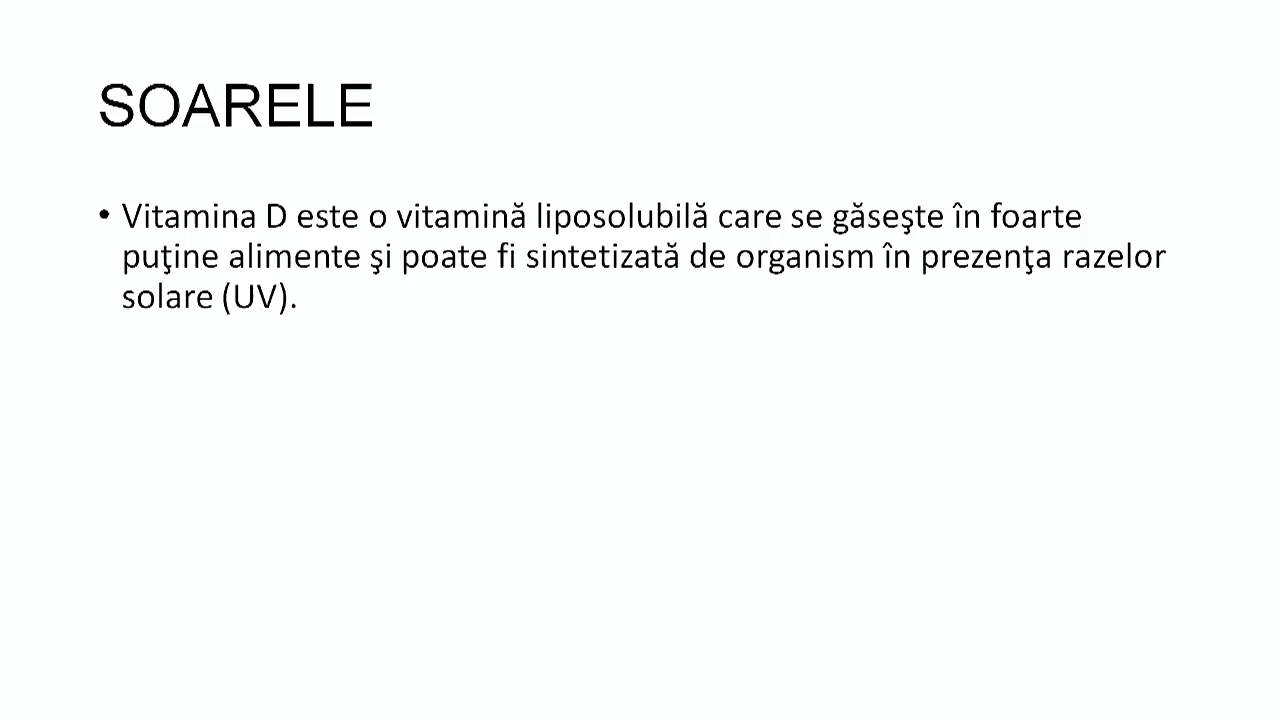 SOARELE
• Vitamina D este o vitamină liposolubilă care se găseşte în foarte
puţine alimente şi poate fi sintetizată de organism în prezenţa razelor
solare (UV).